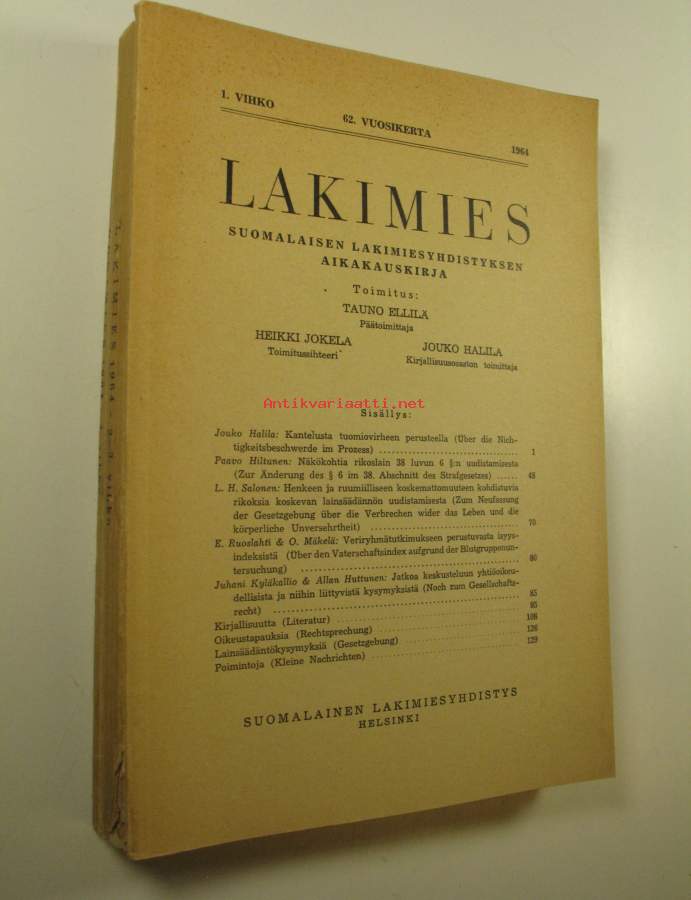 1. VIHKO 62. VUOSIKERTA 1964
LAKIMIES
SUOMALAISEN LAKIMIESYHDISTYKSEN
AIKAKAUSKIRJA
Toimitus:
TAUNO ELLILÄ
Päätoimittaja
HEIKKI JOKELA JOUKO HALILA
Toimitussihteeri Kirjallisuusosaston toimittaja
Antikvariaatti.net
Sisällys:
Jouko Halila: Kantelusta tuomiovirheen perusteella (Über die Nich-
tigkeitsbeschwerde im Prozess) 1
Paavo Hiltunen: Näkökohtia rikoslain 38 luvun 6 §:n uudistamisesta
(Zur Änderung des § 6 im 38. Abschnitt des Strafgesetzes) 48
L. H. Salonen: Henkeen ja ruumiilliseen koskemattomuuteen kohdistuvia
rikoksia koskevan lainsäädännön uudistamisesta (Zum Neufassung
der Gesetzgebung über die Verbrechen wider das Leben und die
körperliche Unversehrtheit) 70
E. Ruoslahti & O. Mäkelä: Veriryhmätutkimukseen perustuvasta isyys-
indeksistä (Über den Vaterschaftsindex aufgrund der Blutgruppenun-
tersuchung) 80
Juhani Kyläkallio & Allan Huttunen: Jatkoa keskusteluun yhtiöoikeu-
dellisista ja niihin liittyvistä kysymyksistä (Noch zum Gesellschafts-
recht) 85
Kirjallisuutta (Literatur) 95
Oikeustapauksia (Rechtsprechung) 108
Lainsäädäntökysymyksiä (Gesetzgebung) 126
Poimintoja (Kleine Nachrichten) 129
SUOMALAINEN LAKIMIESYHDISTYS
HELSINKI
LAKIMIES 1964